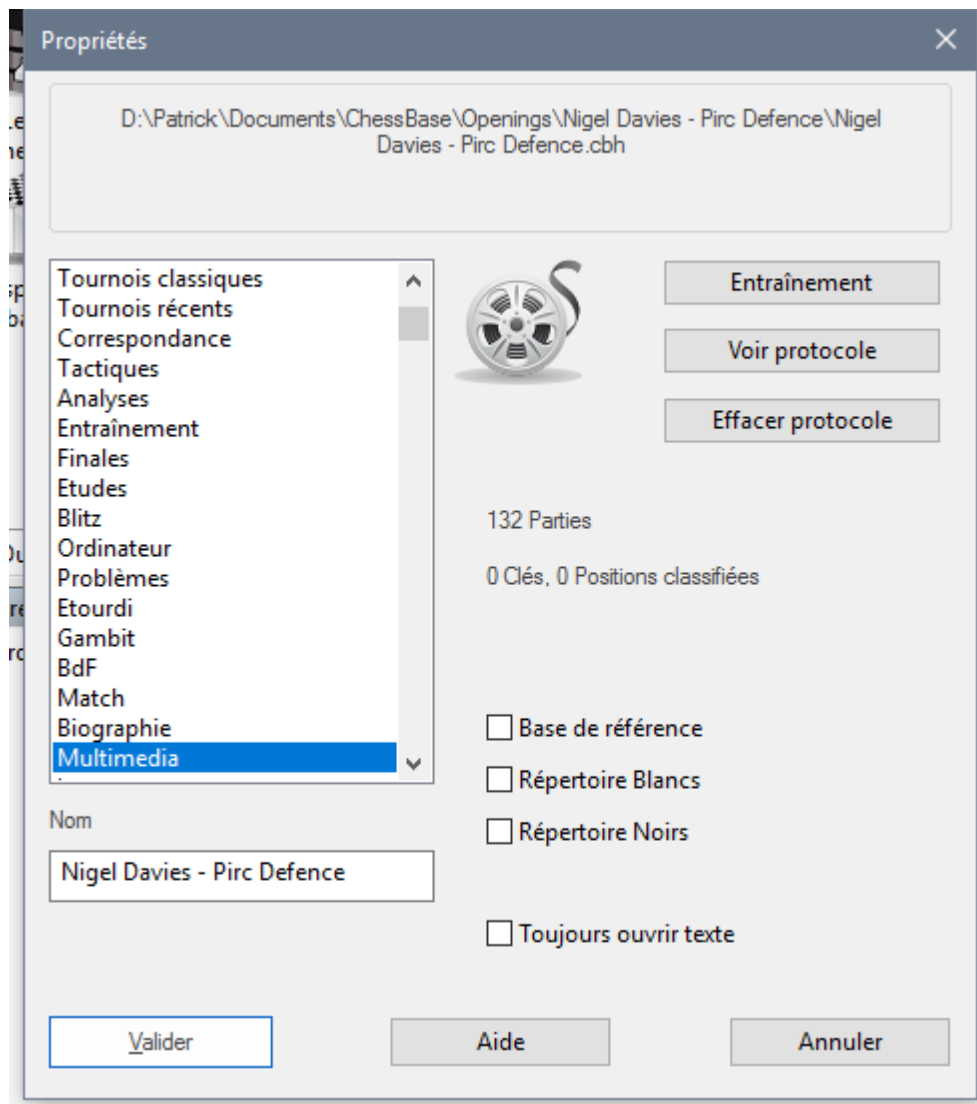 Propriétés
D:\Patrick\Documents\ChessBase\Openings\Nigel Davies - Pirc Defence\Nigel
Davies - Pirc Defence.cbh
Tournois classiques
Tournois récents
Correspondance
Tactiques
Analyses
Entraînement
Finales
Etudes
Blitz
Ordinateur
Problèmes
Etourdi
Gambit
BdF
Match
Biographie
Multimedia
Nom
Nigel Davies - Pirc Defence
Entraînement
Voir protocole
Effacer protocole
132 Parties
0 Clés, 0 Positions classifiées
Base de référence
Répertoire Blancs
Répertoire Noirs
Toujours ouvrir texte
Valider
Aide
Annuler